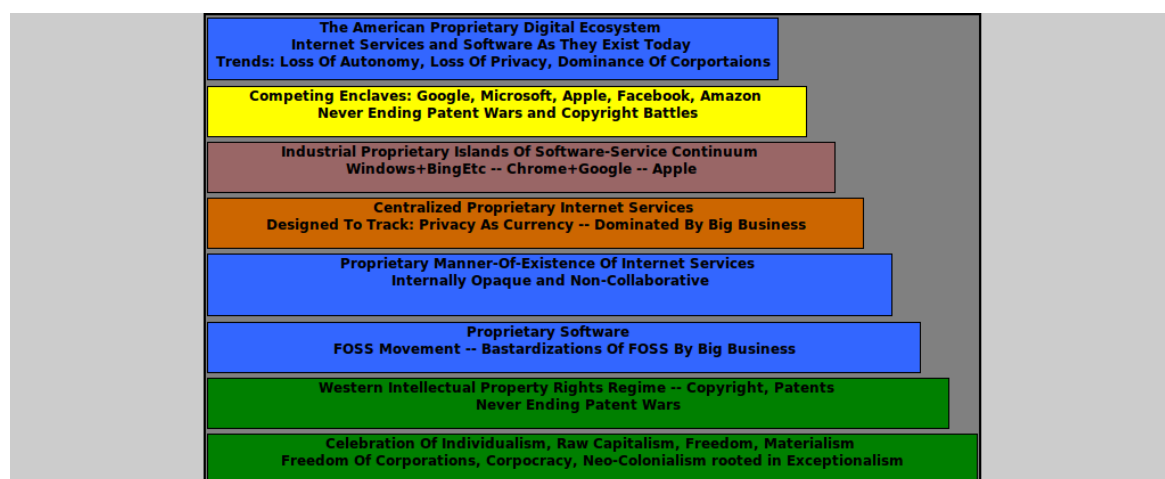 The American Proprietary Digital Ecosystem
Internet Services and Software As They Exist Today
Trends: Loss Of Autonomy, Loss Of Privacy, Dominance Of Corportaions
Competing Enclaves: Google, Microsoft, Apple, Facebook, Amazon
Never Ending Patent Wars and Copyright Battles
Industrial Proprietary Islands Of Software-Service Continuum
Windows+BingEtc -- Chrome+Google -- Apple
Centralized Proprietary Internet Services
Designed To Track: Privacy As Currency -- Dominated By Big Business
Proprietary Manner-Of-Existence Of Internet Services
Internally Opaque and Non-Collaborative
Proprietary Software
FOSS Movement -- Bastardizations Of FOSS By Big Business
Western Intellectual Property Rights Regime -- Copyright, Patents
Never Ending Patent Wars
Celebration Of Individualism, Raw Capitalism, Freedom, Materialism
Freedom Of Corporations, Corpocracy, Neo-Colonialism rooted in Exceptionalism